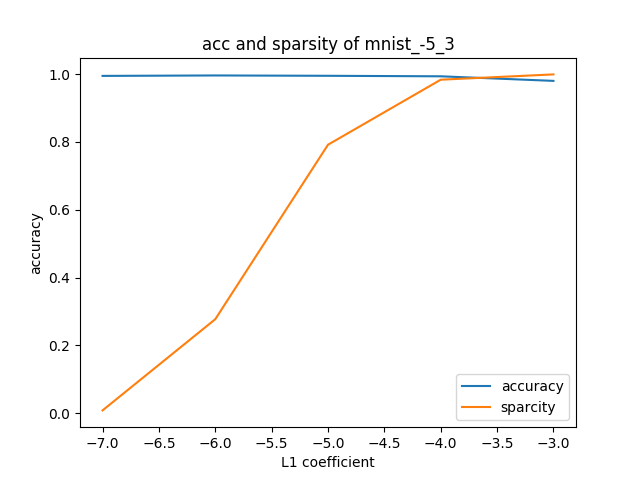 acc and sparsity of mnist_-5_3
accuracy
1.0
0.8
0.6
0.4
0.2
0.0
−7.0 −6.5 −6.0 −5.5 −5.0 −4.5 −4.0 −3.5 −3.0
L1 coefficient
accuracy
sparcity